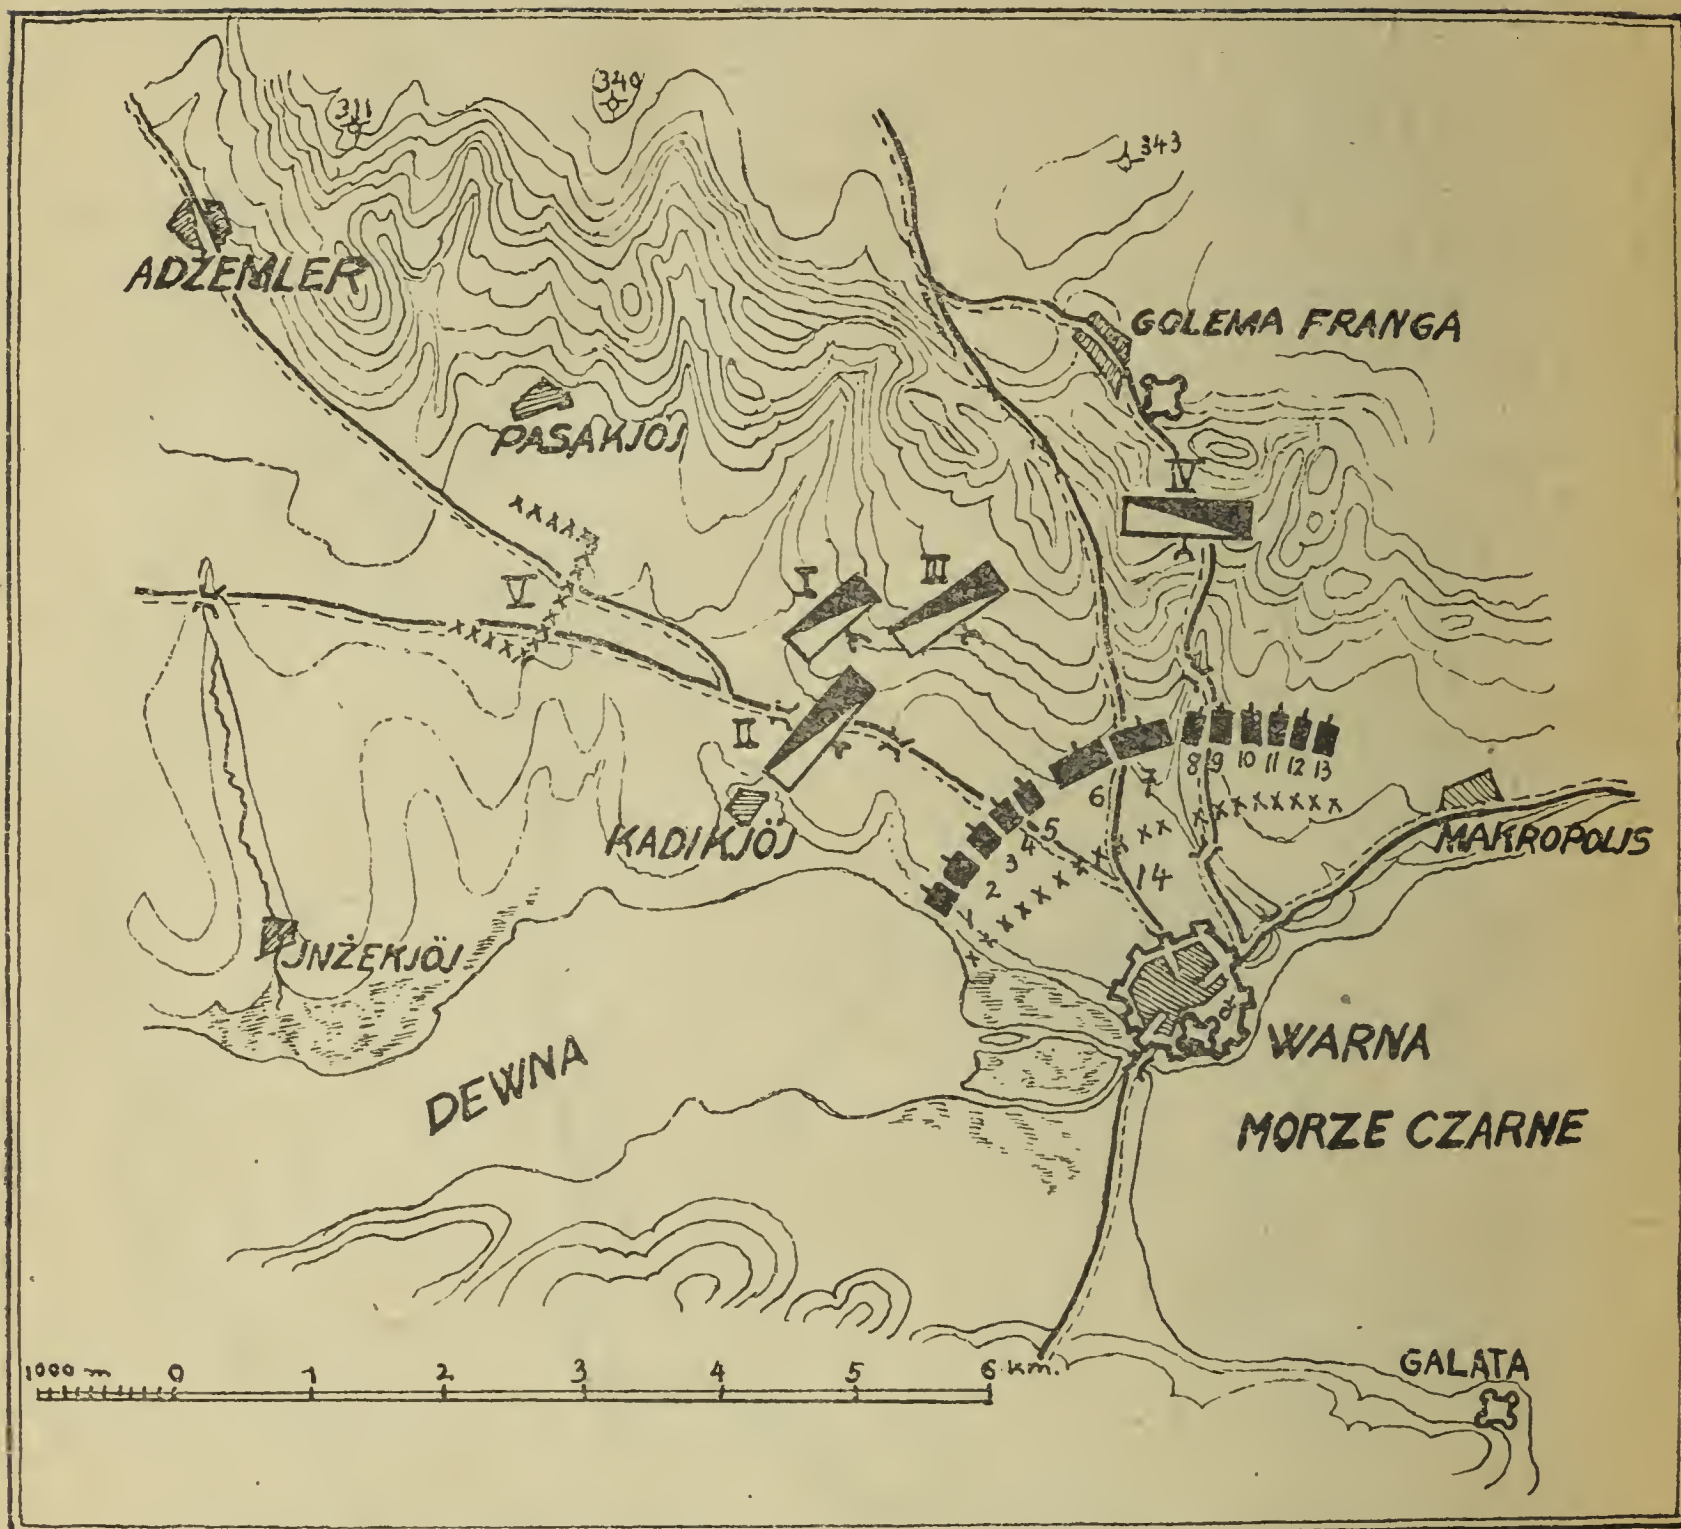 311
340
343
ADŻEMLER
GOLEMA FRANGA
PASAKJÖJ
IV
V
I
III
II
KADIKJÖJ
1
2
3
4
5
6
7
8
9
10
11
12
13
14
MAKROPOLIS
JNŻEKJÖJ
DEWNA
WARNA
MORZE CZARNE
GALATA
1000 m 0 1 2 3 4 5 6 km.